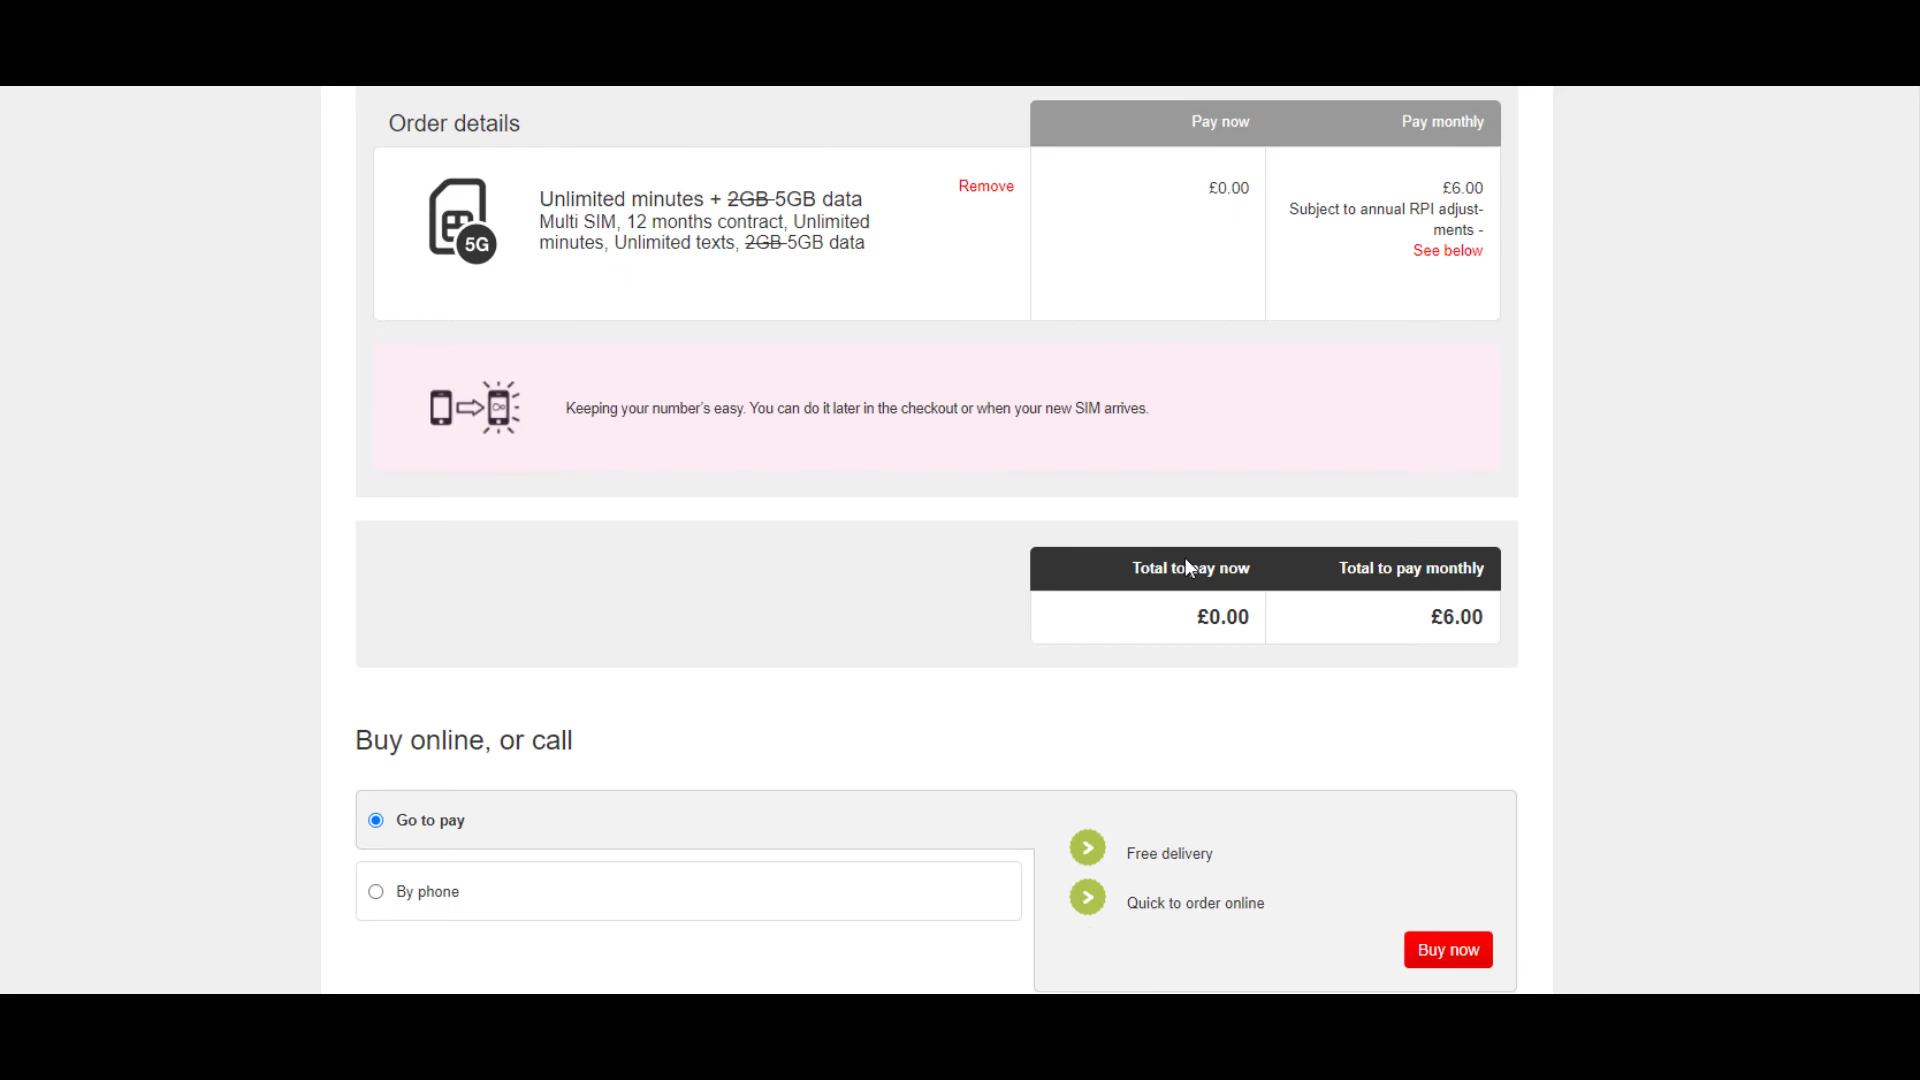 Order details
Pay now
Pay monthly
Unlimited minutes + 2GB 5GB data
Multi SIM, 12 months contract, Unlimited
minutes, Unlimited texts, 2GB 5GB data
Remove
£0.00
£6.00
Subject to annual RPI adjust-
ments -
See below
5G
Keeping your number's easy. You can do it later in the checkout or when your new SIM arrives.
Total to pay now
Total to pay monthly
£0.00
£6.00
Buy online, or call
Go to pay
By phone
Free delivery
Quick to order online
Buy now